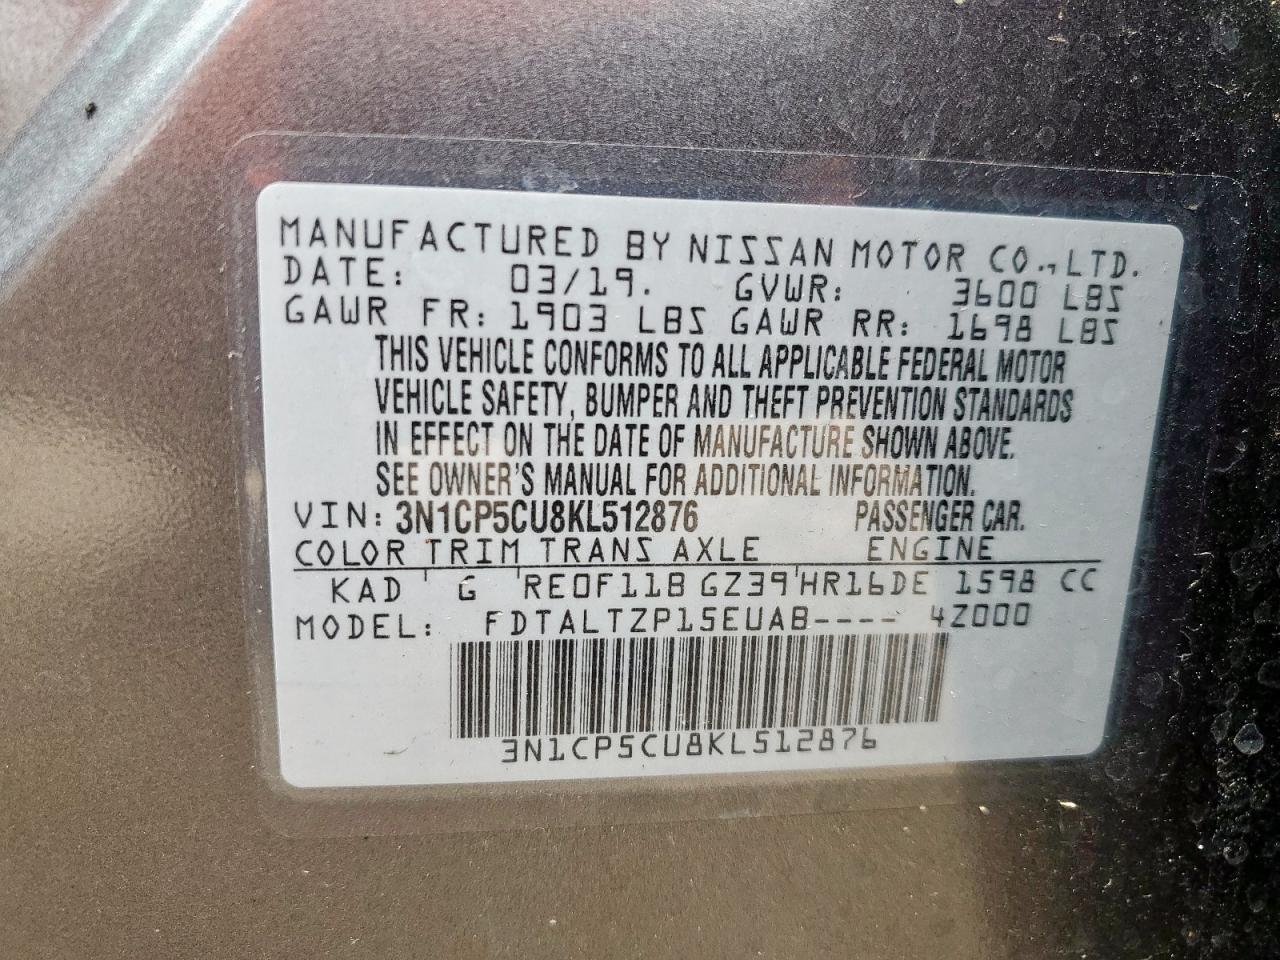 MANUFACTURED BY NISSAN MOTOR CO.,LTD.
DATE: 03/19. GVWR: 3600 LBS
GAWR FR: 1903 LBS GAWR RR: 1698 LBS
THIS VEHICLE CONFORMS TO ALL APPLICABLE FEDERAL MOTOR
VEHICLE SAFETY, BUMPER AND THEFT PREVENTION STANDARDS
IN EFFECT ON THE DATE OF MANUFACTURE SHOWN ABOVE.
SEE OWNER'S MANUAL FOR ADDITIONAL INFORMATION.
VIN: 3N1CP5CU8KL512876 PASSENGER CAR.
COLOR TRIM TRANS AXLE ENGINE
KAD G RE0F11B GZ39 HR16DE 1598 CC
MODEL: FDTALTZP15EUAB---- 4Z000
3N1CP5CU8KL512876